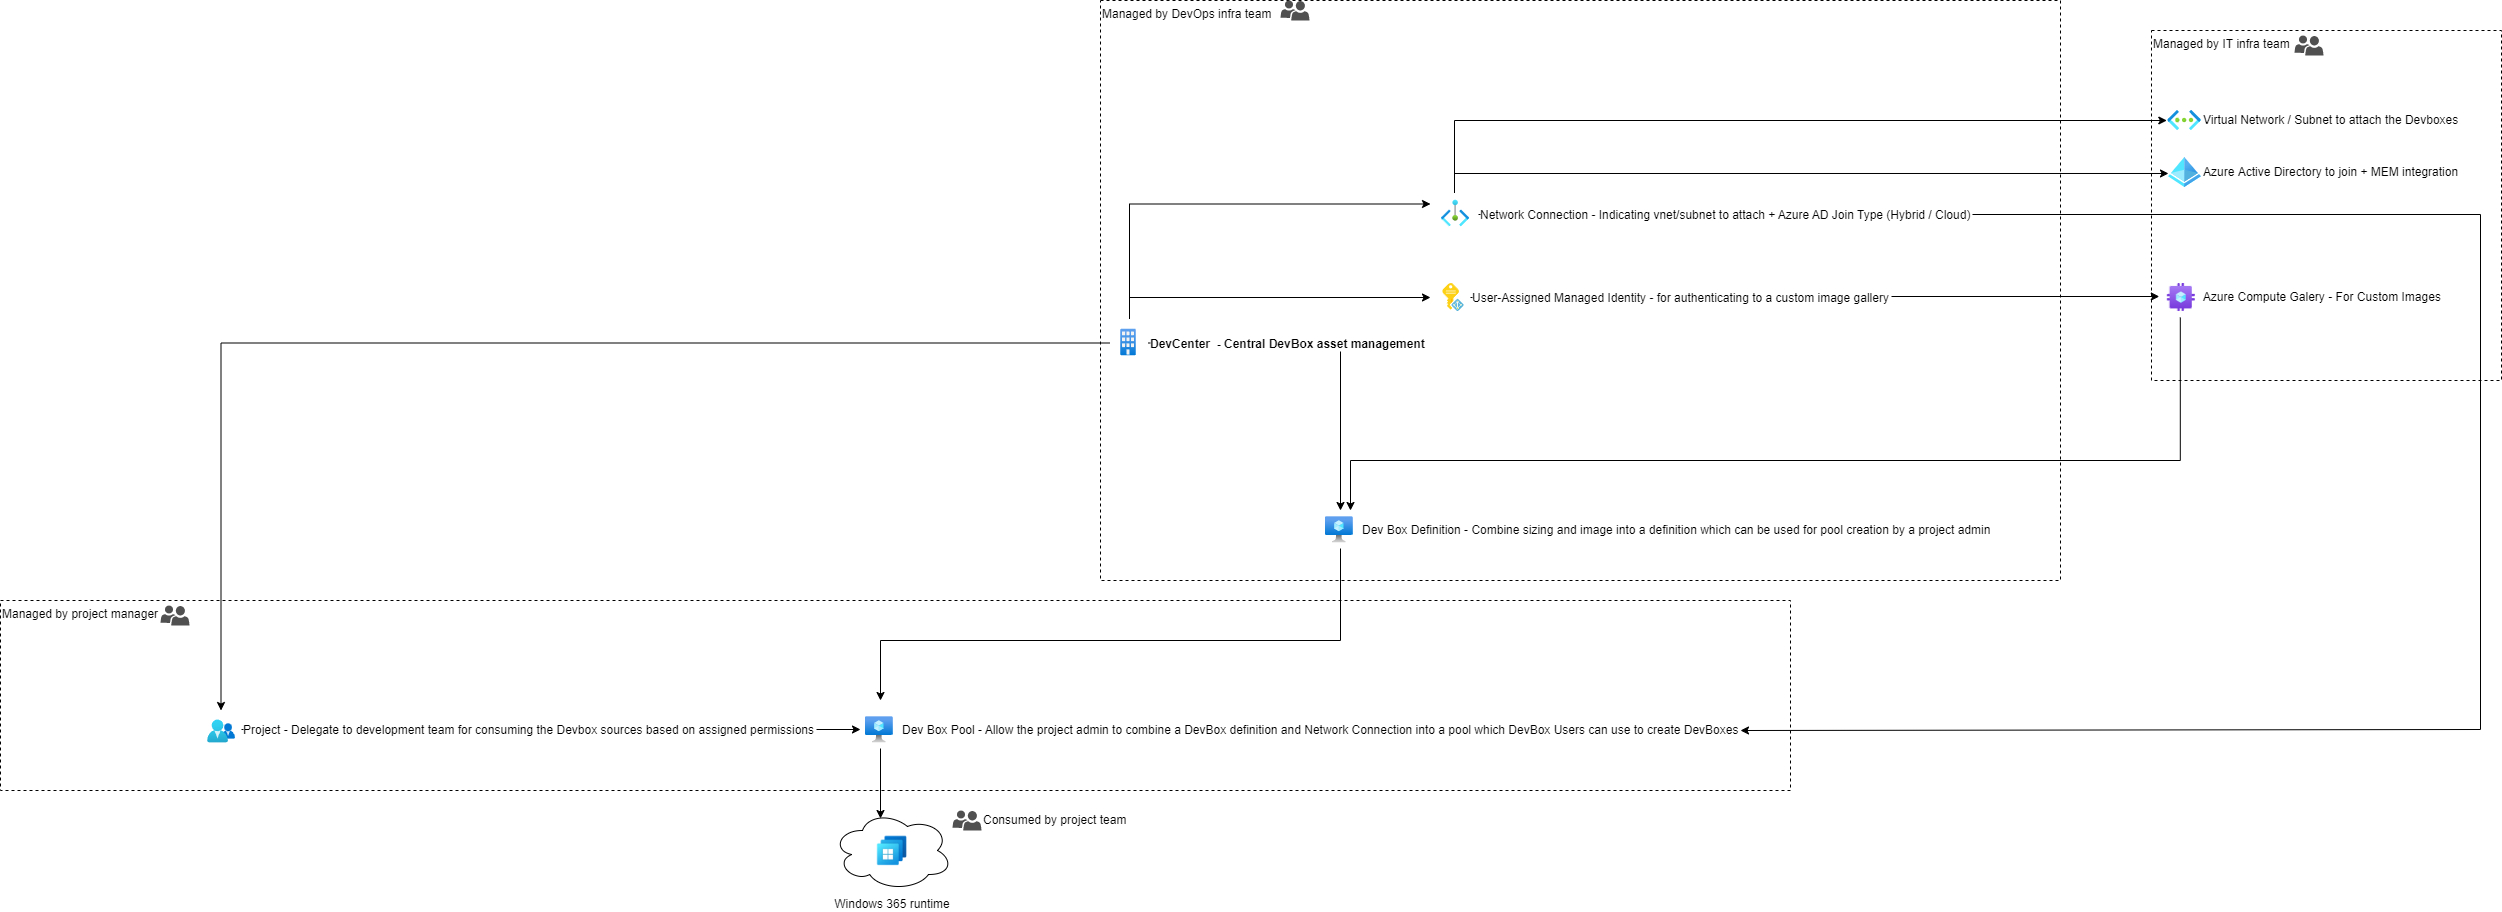 Managed by DevOps infra team
Managed by IT infra team
Virtual Network / Subnet to attach the Devboxes
Azure Active Directory to join + MEM integration
Network Connection - Indicating vnet/subnet to attach + Azure AD Join Type (Hybrid / Cloud)
User-Assigned Managed Identity - for authenticating to a custom image gallery
Azure Compute Galery - For Custom Images
DevCenter - Central DevBox asset management
Dev Box Definition - Combine sizing and image into a definition which can be used for pool creation by a project admin
Managed by project manager
Project - Delegate to development team for consuming the Devbox sources based on assigned permissions
Dev Box Pool - Allow the project admin to combine a DevBox definition and Network Connection into a pool which DevBox Users can use to create DevBoxes
Consumed by project team
Windows 365 runtime